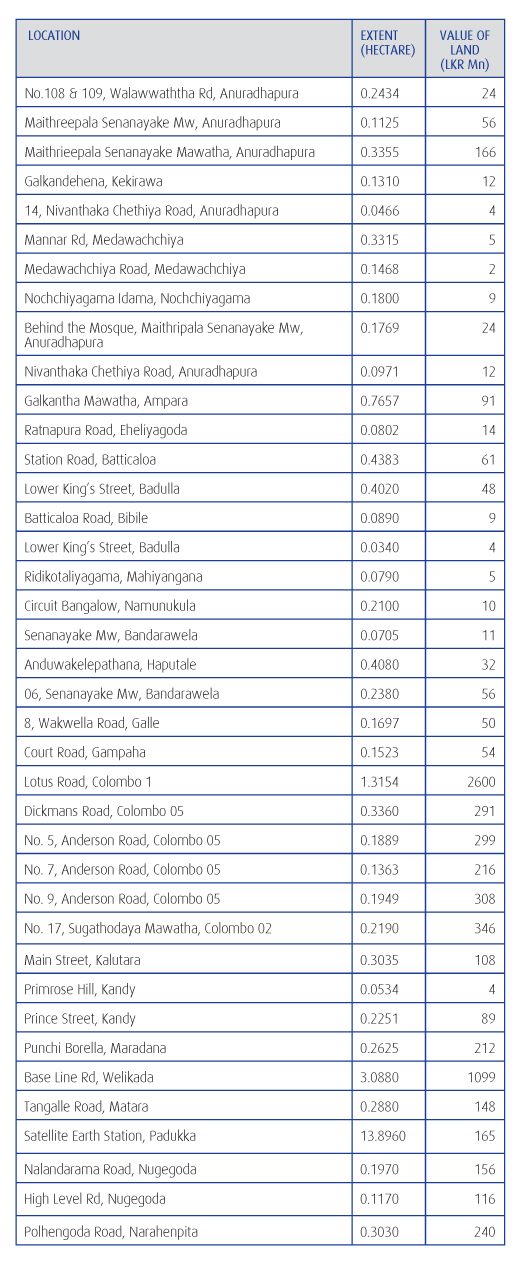 LOCATION EXTENT (HECTARE) VALUE OF LAND (LKR Mn)
No.108 & 109, Walawwaththa Rd, Anuradhapura 0.2434 24
Maithreepala Senanayake Mw, Anuradhapura 0.1125 56
Maithrieepala Senanayake Mawatha, Anuradhapura 0.3355 166
Galkandehena, Kekirawa 0.1310 12
14, Nivanthaka Chethiya Road, Anuradhapura 0.0466 4
Mannar Rd, Medawachchiya 0.3315 5
Medawachchiya Road, Medawachchiya 0.1468 2
Nochchiyagama Idama, Nochchiyagama 0.1800 9
Behind the Mosque, Maithripala Senanayake Mw, 0.1769 24
Anuradhapura
Nivanthaka Chethiya Road, Anuradhapura 0.0971 12
Galkantha Mawatha, Ampara 0.7657 91
Ratnapura Road, Eheliyagoda 0.0802 14
Station Road, Batticaloa 0.4383 61
Lower King's Street, Badulla 0.4020 48
Batticaloa Road, Bibile 0.0890 9
Lower King's Street, Badulla 0.0340 4
Ridikotaliyagama, Mahiyangana 0.0790 5
Circuit Bangalow, Namunukula 0.2100 10
Senanayake Mw, Bandarawela 0.0705 11
Anduwakelepathana, Haputale 0.4080 32
06, Senanayake Mw, Bandarawela 0.2380 56
8, Wakwella Road, Galle 0.1697 50
Court Road, Gampaha 0.1523 54
Lotus Road, Colombo 1 1.3154 2600
Dickmans Road, Colombo 05 0.3360 291
No. 5, Anderson Road, Colombo 05 0.1889 299
No. 7, Anderson Road, Colombo 05 0.1363 216
No. 9, Anderson Road, Colombo 05 0.1949 308
No. 17, Sugathodaya Mawatha, Colombo 02 0.2190 346
Main Street, Kalutara 0.3035 108
Primrose Hill, Kandy 0.0534 4
Prince Street, Kandy 0.2251 89
Punchi Borella, Maradana 0.2625 212
Base Line Rd, Welikada 3.0880 1099
Tangalle Road, Matara 0.2880 148
Satellite Earth Station, Padukka 13.8960 165
Nalandarama Road, Nugegoda 0.1970 156
High Level Rd, Nugegoda 0.1170 116
Polhengoda Road, Narahenpita 0.3030 240